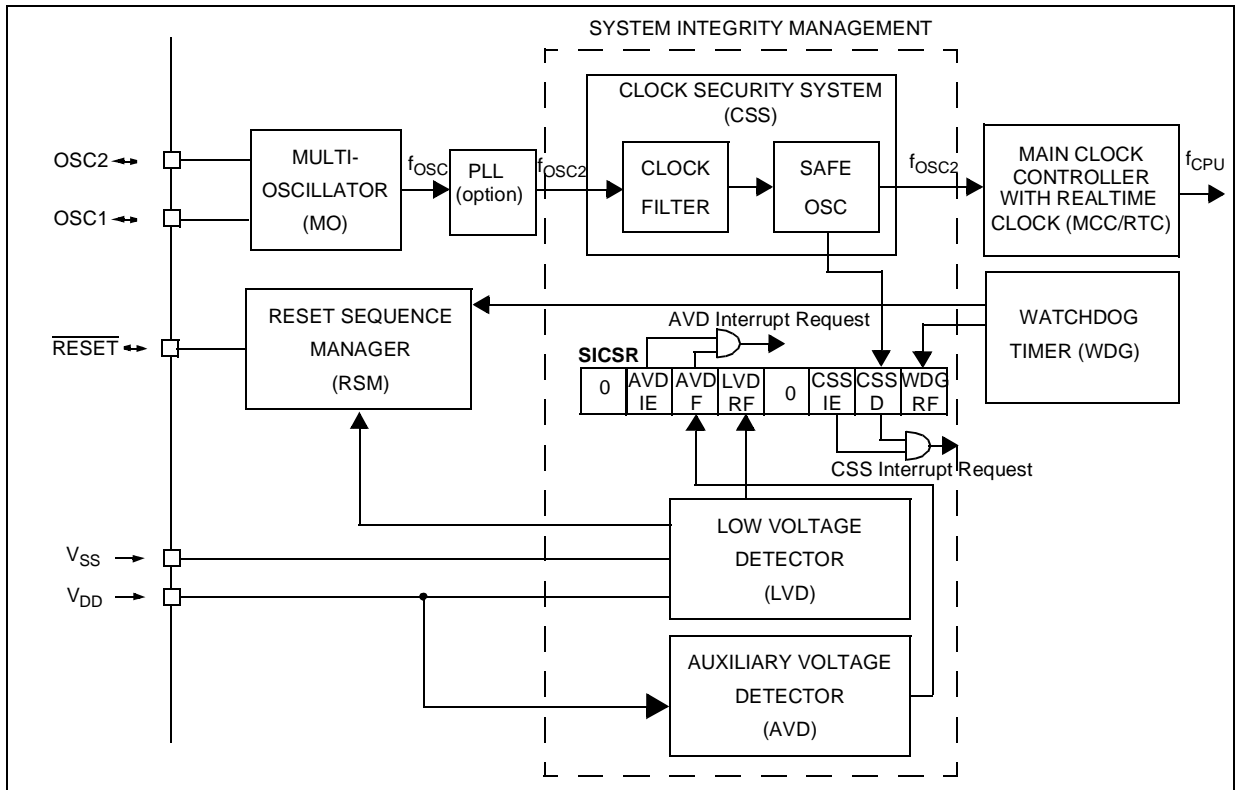 SYSTEM INTEGRITY MANAGEMENT
CLOCK SECURITY SYSTEM
(CSS)
OSC2
OSC1
MULTI-
OSCILLATOR
(MO)
fOSC
PLL
(option)
fOSC2
CLOCK
FILTER
SAFE
OSC
fOSC2
MAIN CLOCK
CONTROLLER
WITH REALTIME
CLOCK (MCC/RTC)
fCPU
RESET
RESET SEQUENCE
MANAGER
(RSM)
AVD Interrupt Request
WATCHDOG
TIMER (WDG)
SICSR
0
AVD
IE
AVD
F
LVD
RF
0
CSS
IE
CSS
D
WDG
RF
CSS Interrupt Request
VSS
VDD
LOW VOLTAGE
DETECTOR
(LVD)
AUXILIARY VOLTAGE
DETECTOR
(AVD)